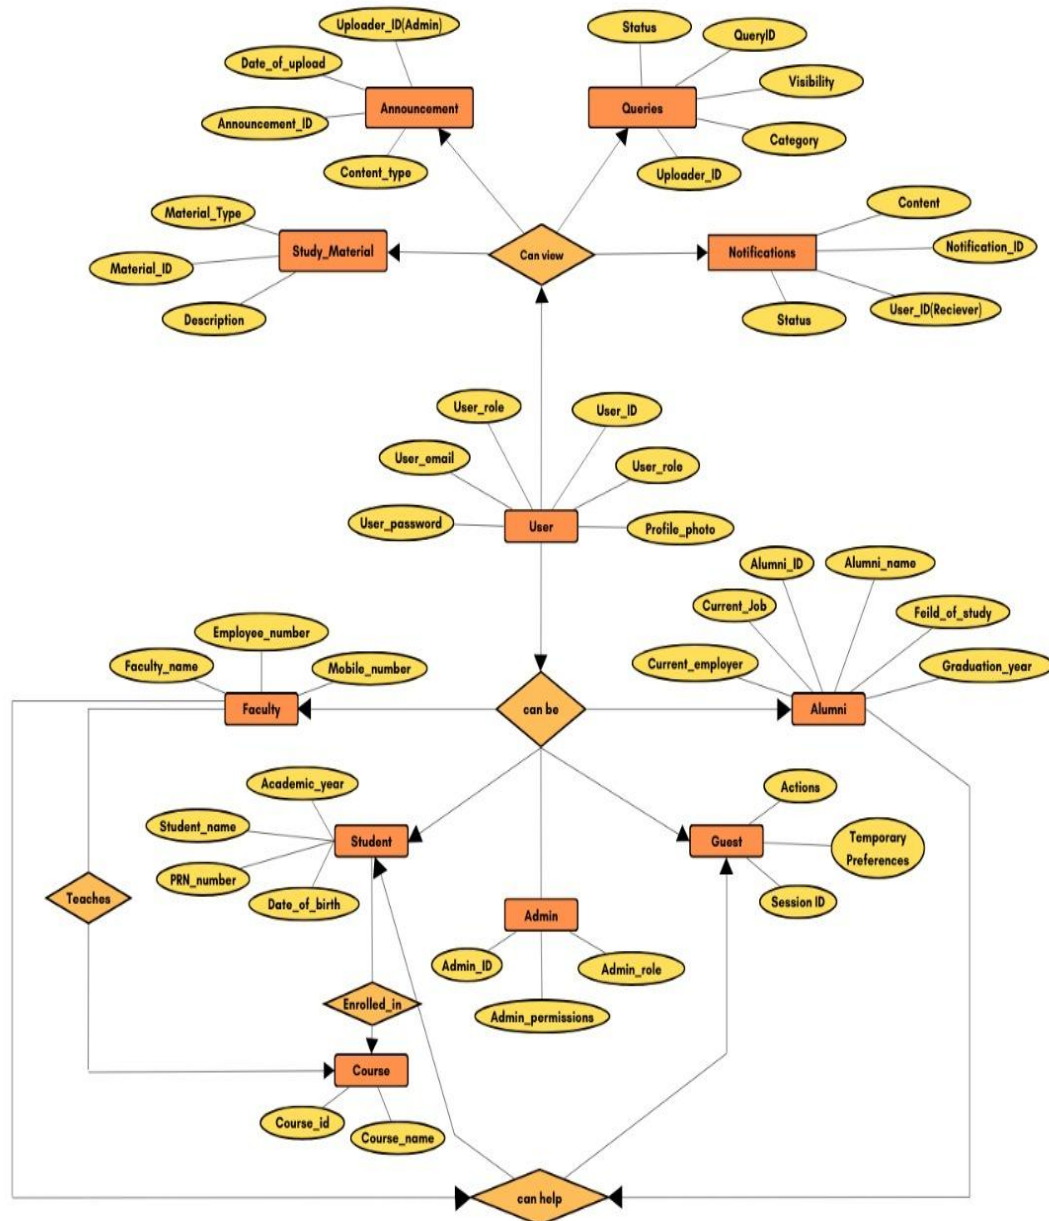 Uploader_ID(Admin)
Date_of_upload
Announcement
Announcement_ID
Content_type
Status
QueryID
Visibility
Queries
Category
Uploader_ID
Material_Type
Study_Material
Material_ID
Description
Can view
Content
Notification_ID
Notifications
User_ID(Reciever)
Status
User_role
User_ID
User_email
User_role
User_password
User
Profile_photo
Alumni_ID
Alumni_name
Current_Job
Feild_of_study
Current_employer
Graduation_year
Alumni
Employee_number
Faculty_name
Mobile_number
Faculty
can be
Academic_year
Student_name
Student
PRN_number
Date_of_birth
Actions
Guest
Temporary
Preferences
Session ID
Teaches
Admin
Admin_ID
Admin_role
Admin_permissions
Enrolled_in
Course
Course_id
Course_name
can help